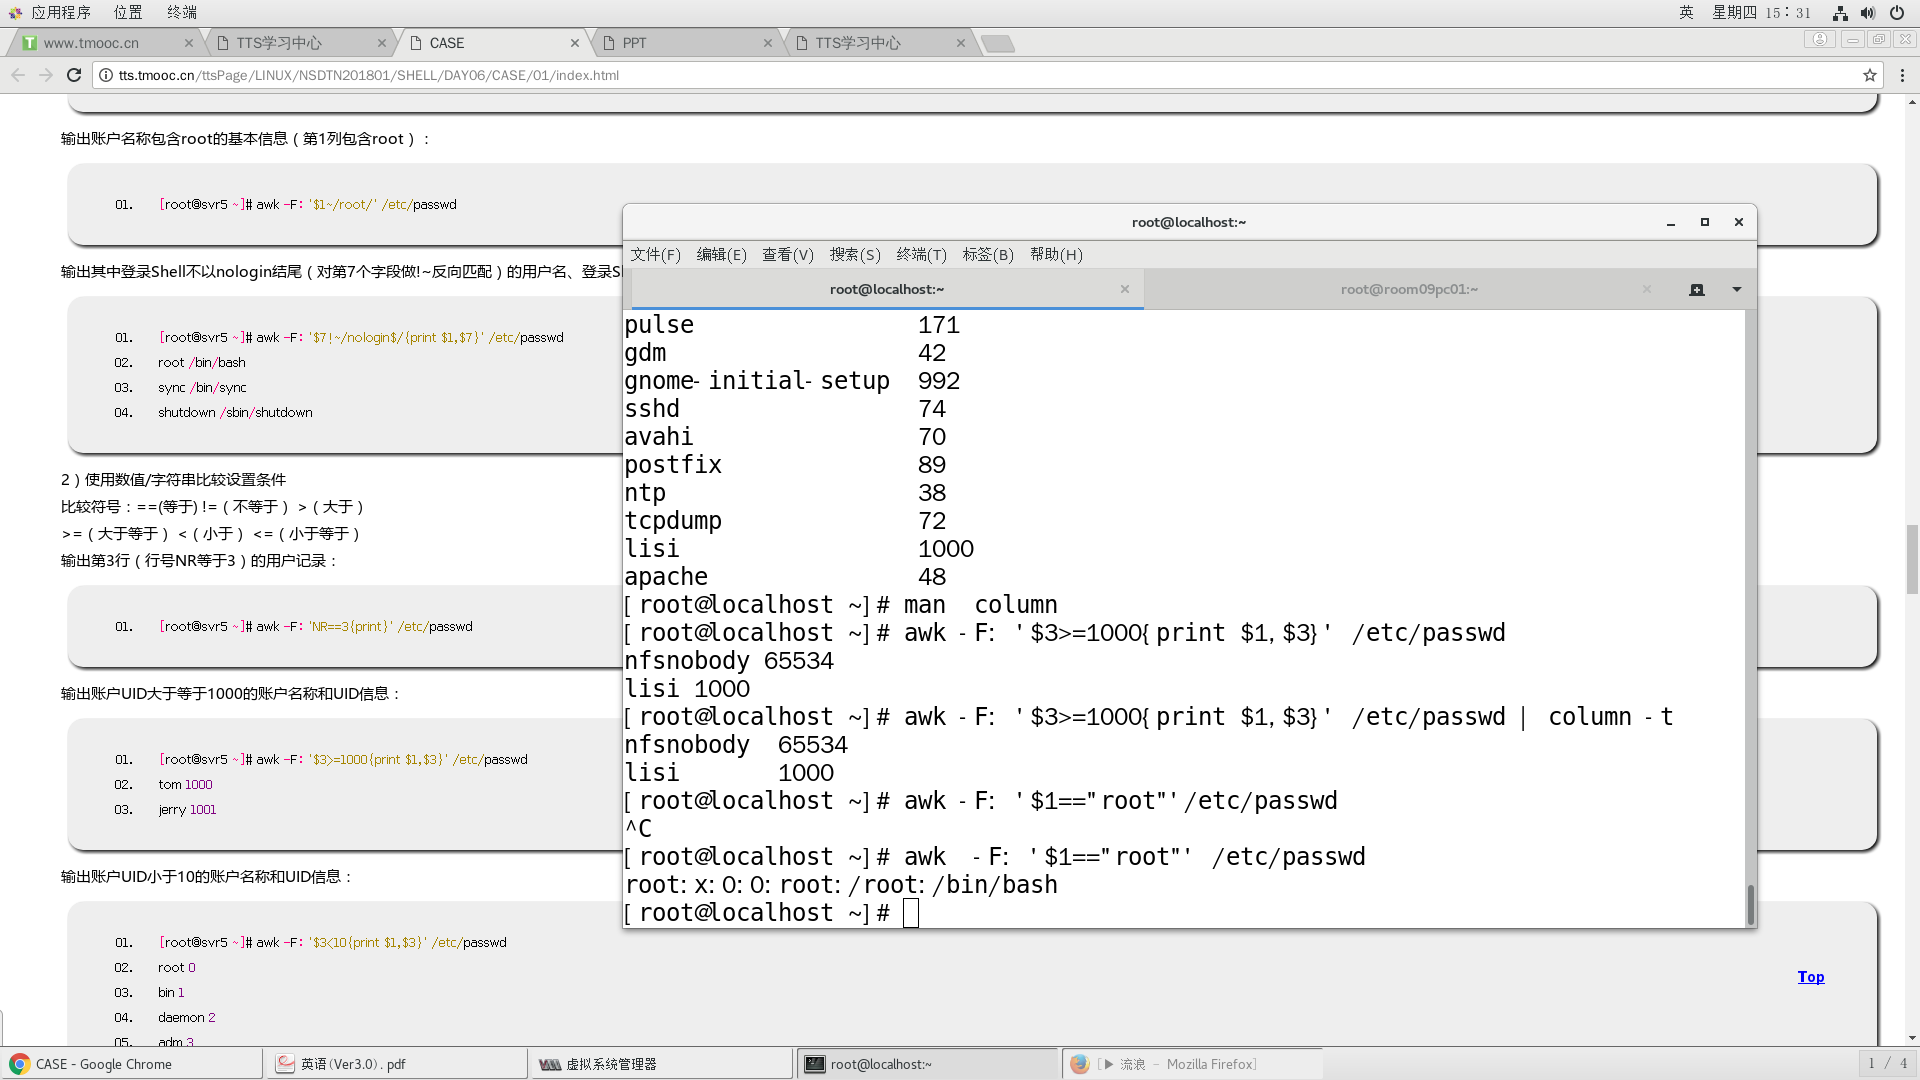 应用程序 位置 终端 英 星期四 15：31
www.tmooc.cn TTS学习中心 CASE PPT TTS学习中心
tts.tmooc.cn/ttsPage/LINUX/NSDTN201801/SHELL/DAY06/CASE/01/index.html
输出账户名称包含root的基本信息（第1列包含root）：
01. [root@svr5 ~]# awk -F: '$1~/root/' /etc/passwd
输出其中登录Shell不以nologin结尾（对第7个字段做!~反向匹配）的用户名、登录S
01. [root@svr5 ~]# awk -F: '$7!~/nologin$/{print $1,$7}' /etc/passwd
02. root /bin/bash
03. sync /bin/sync
04. shutdown /sbin/shutdown
2）使用数值/字符串比较设置条件
比较符号：==(等于) !=（不等于） >（大于）
>=（大于等于） <（小于） <=（小于等于）
输出第3行（行号NR等于3）的用户记录：
01. [root@svr5 ~]# awk -F: 'NR==3{print}' /etc/passwd
输出账户UID大于等于1000的账户名称和UID信息：
01. [root@svr5 ~]# awk -F: '$3>=1000{print $1,$3}' /etc/passwd
02. tom 1000
03. jerry 1001
输出账户UID小于10的账户名称和UID信息：
01. [root@svr5 ~]# awk -F: '$3<10{print $1,$3}' /etc/passwd
02. root 0
03. bin 1
04. daemon 2
05. adm 3
Top
root@localhost:~
文件(F) 编辑(E) 查看(V) 搜索(S) 终端(T) 标签(B) 帮助(H)
root@localhost:~ root@room09pc01:~
pulse 171
gdm 42
gnome-initial-setup 992
sshd 74
avahi 70
postfix 89
ntp 38
tcpdump 72
lisi 1000
apache 48
[root@localhost ~]# man  column
[root@localhost ~]# awk -F: '$3>=1000{print $1,$3}' /etc/passwd
nfsnobody 65534
lisi 1000
[root@localhost ~]# awk -F: '$3>=1000{print $1,$3}' /etc/passwd | column -t
nfsnobody  65534
lisi       1000
[root@localhost ~]# awk -F: '$1=="root"'/etc/passwd
^C
[root@localhost ~]# awk  -F: '$1=="root"' /etc/passwd
root:x:0:0:root:/root:/bin/bash
[root@localhost ~]#
CASE - Google Chrome 英语(Ver3.0).pdf 虚拟系统管理器 root@localhost:~ [▶ 流浪 - Mozilla Firefox] 1 / 4